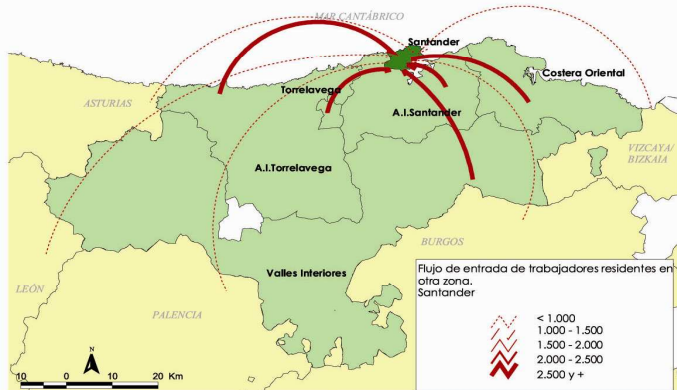 MAR CANTÁBRICO
Santander
Costera Oriental
Torrelavega
ASTURIAS
A.I.Santander
VIZCAYA/
BIZKAIA
A.I.Torrelavega
BURGOS
Valles Interiores
LEÓN
PALENCIA
Flujo de entrada de trabajadores residentes en
otra zona.
Santander
< 1.000
1.000 - 1.500
1.500 - 2.000
2.000 - 2.500
2.500 y +
N
10 0 10 20 Km